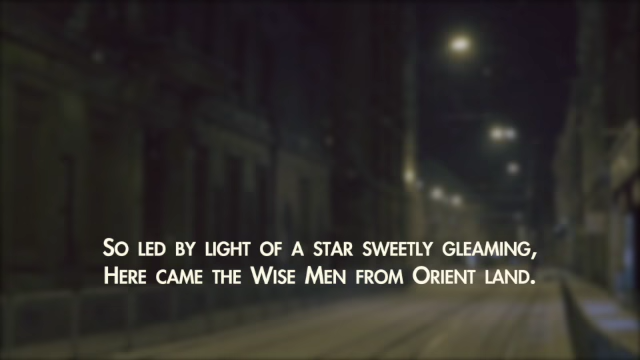 So led by light of a star sweetly gleaming,
Here came the Wise Men from Orient land.